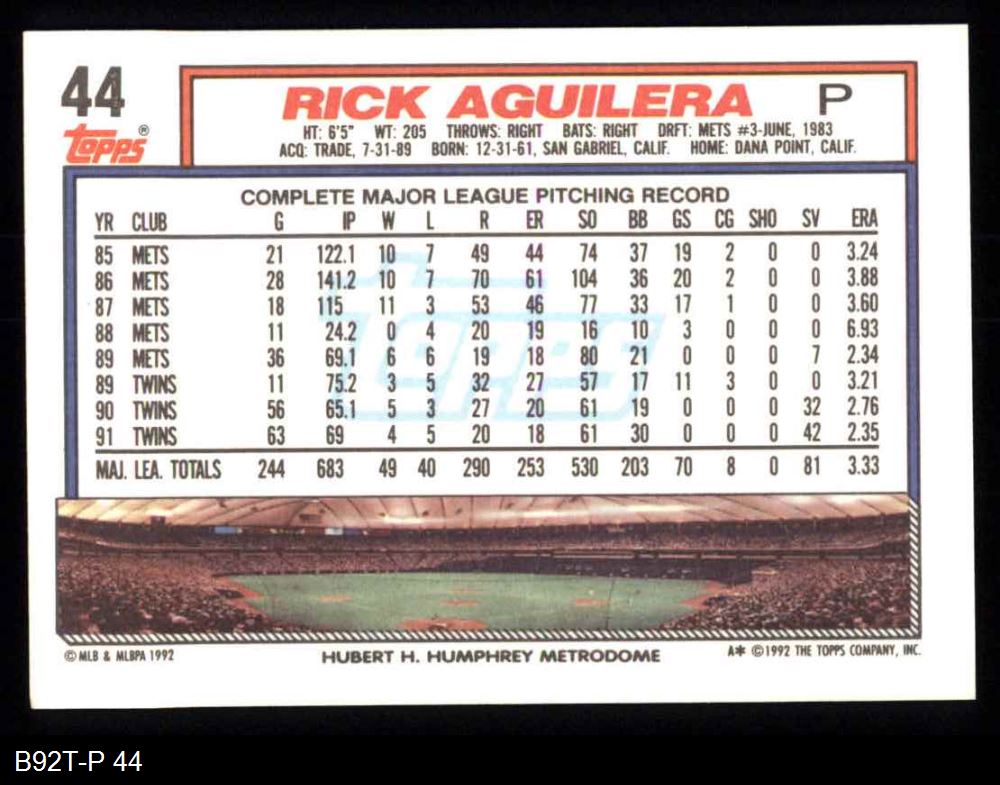 44
TOPPS®
RICK AGUILERA P
HT: 6'5" WT: 205 THROWS: RIGHT BATS: RIGHT DRFT: METS #3-JUNE, 1983
ACQ: TRADE, 7-31-89 BORN: 12-31-61, SAN GABRIEL, CALIF. HOME: DANA POINT, CALIF.
COMPLETE MAJOR LEAGUE PITCHING RECORD
YR CLUB G IP W L R ER SO BB GS CG SHO SV ERA
85 METS 21 122.1 10 7 49 44 74 37 19 2 0 0 3.24
86 METS 28 141.2 10 7 70 61 104 36 20 2 0 0 3.88
87 METS 18 115 11 3 53 46 77 33 17 1 0 0 3.60
88 METS 11 24.2 0 4 20 19 16 10 3 0 0 0 6.93
89 METS 36 69.1 6 6 19 18 80 21 0 0 0 7 2.34
89 TWINS 11 75.2 3 5 32 27 57 17 11 3 0 0 3.21
90 TWINS 56 65.1 5 3 27 20 61 19 0 0 0 32 2.76
91 TWINS 63 69 4 5 20 18 61 30 0 0 0 42 2.35
MAJ. LEA. TOTALS 244 683 49 40 290 253 530 203 70 8 0 81 3.33
TOPPS
© MLB & MLBPA 1992
HUBERT H. HUMPHREY METRODOME
A* ©1992 THE TOPPS COMPANY, INC.
B92T-P 44